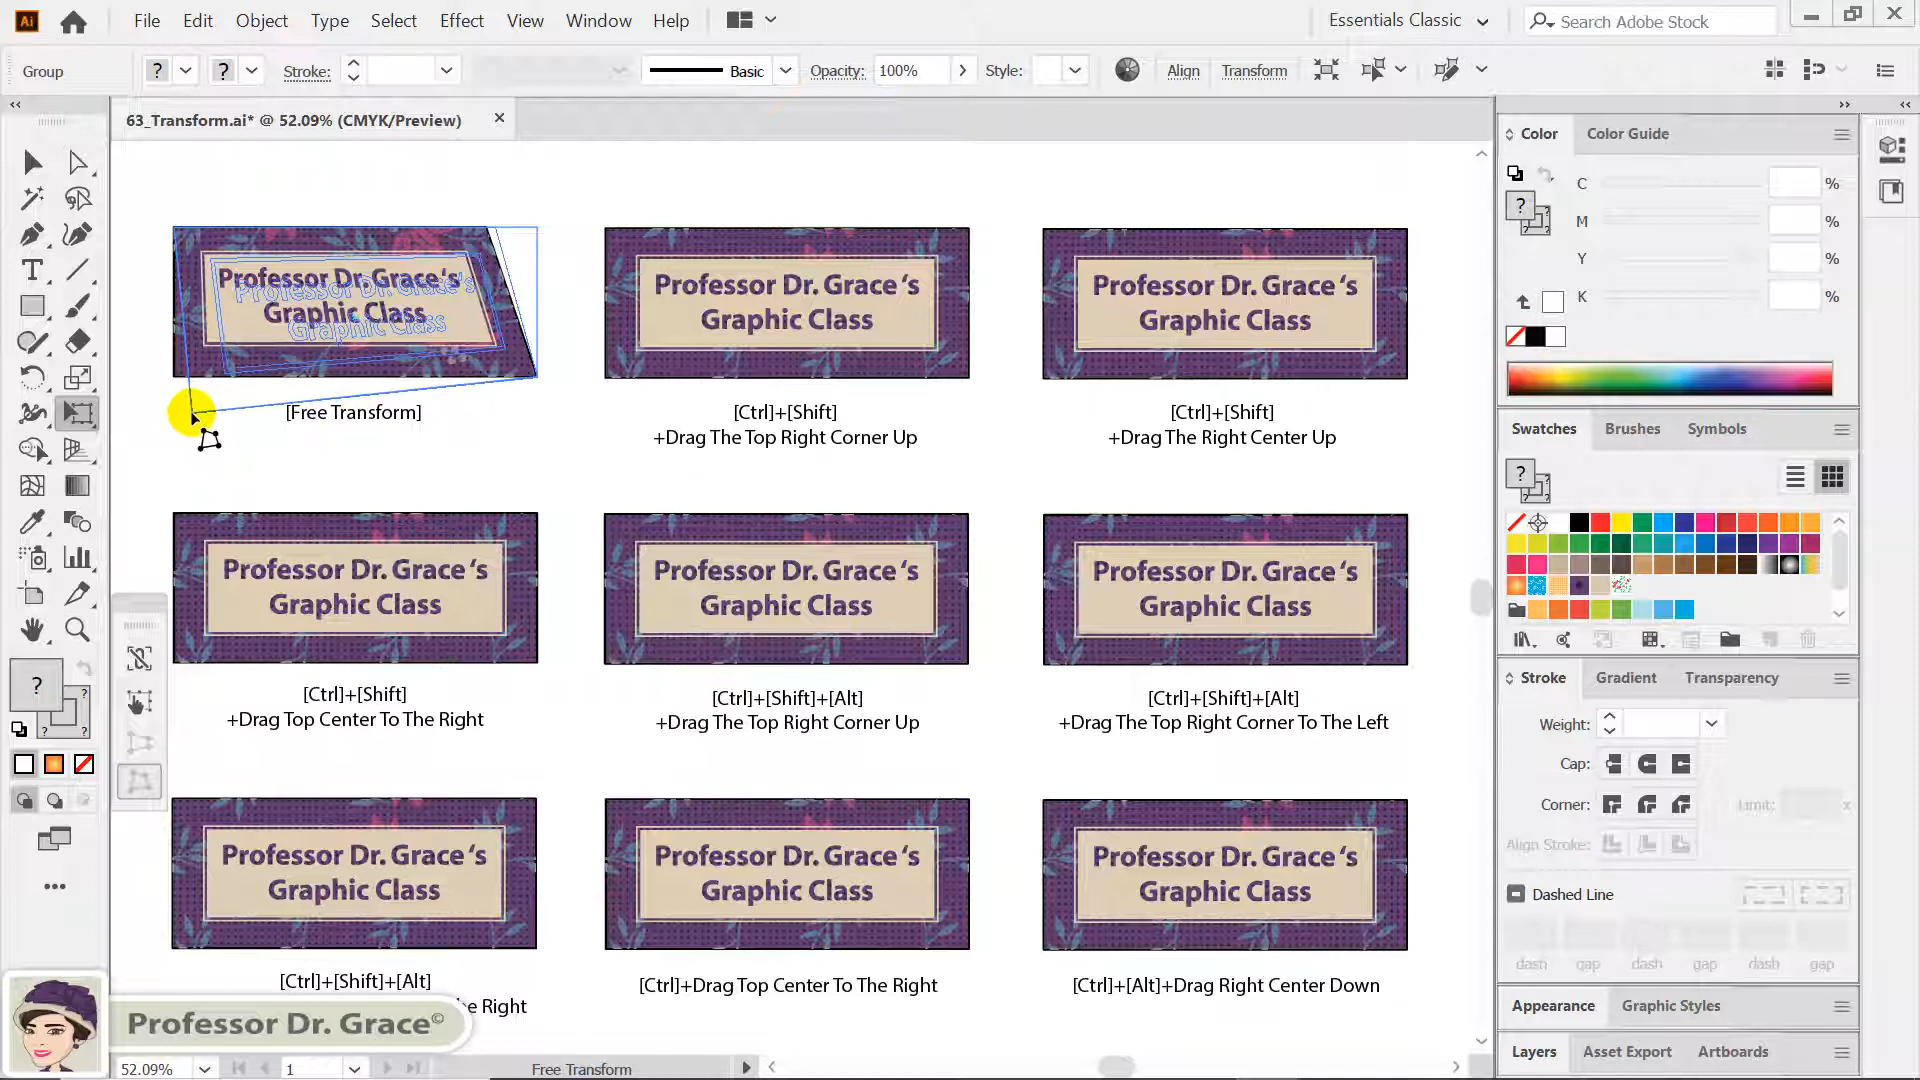 Ai File Edit Object Type Select Effect View Window Help Essentials Classic Search Adobe Stock
Group ? ? Stroke: Basic Opacity: 100% Style: Align Transform
63_Transform.ai* @ 52.09% (CMYK/Preview)
Professor Dr. Grace's
Graphic Class
[Free Transform]
Professor Dr. Grace's
Graphic Class
[Ctrl]+[Shift]
+Drag The Top Right Corner Up
Professor Dr. Grace's
Graphic Class
[Ctrl]+[Shift]
+Drag The Right Center Up
Professor Dr. Grace's
Graphic Class
[Ctrl]+[Shift]
+Drag Top Center To The Right
Professor Dr. Grace's
Graphic Class
[Ctrl]+[Shift]+[Alt]
+Drag The Top Right Corner Up
Professor Dr. Grace's
Graphic Class
[Ctrl]+[Shift]+[Alt]
+Drag The Top Right Corner To The Left
Professor Dr. Grace's
Graphic Class
[Ctrl]+[Shift]+[Alt]
he Right
Professor Dr. Grace's
Graphic Class
[Ctrl]+Drag Top Center To The Right
Professor Dr. Grace's
Graphic Class
[Ctrl]+[Alt]+Drag Right Center Down
Professor Dr. Grace©
52.09% 1 Free Transform
Color Color Guide
C %
M %
Y %
K %
Swatches Brushes Symbols
Stroke Gradient Transparency
Weight:
Cap:
Corner: Limit: x
Align Stroke:
Dashed Line
dash gap dash gap dash gap
Appearance Graphic Styles
Layers Asset Export Artboards